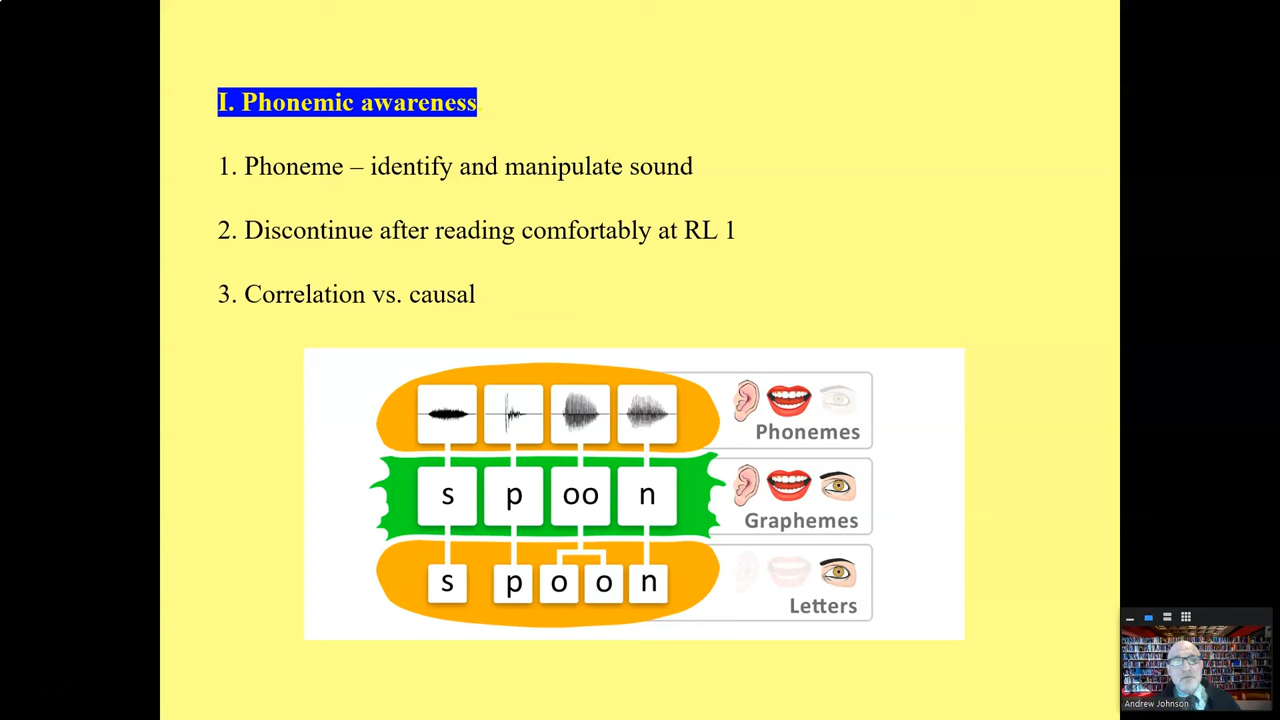 I. Phonemic awareness.
1. Phoneme – identify and manipulate sound
2. Discontinue after reading comfortably at RL 1
3. Correlation vs. causal
Phonemes
s p oo n
Graphemes
s p o o n
Letters
Andrew Johnson